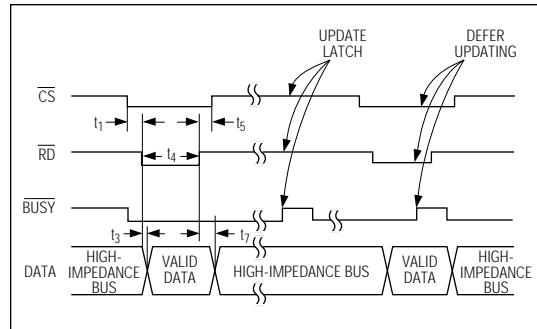 UPDATE
LATCH
DEFER
UPDATING
CS
t1
t5
RD
t4
BUSY
t3
t7
DATA
HIGH-
IMPEDANCE
BUS
VALID
DATA
HIGH-IMPEDANCE BUS
VALID
DATA
HIGH-
IMPEDANCE
BUS